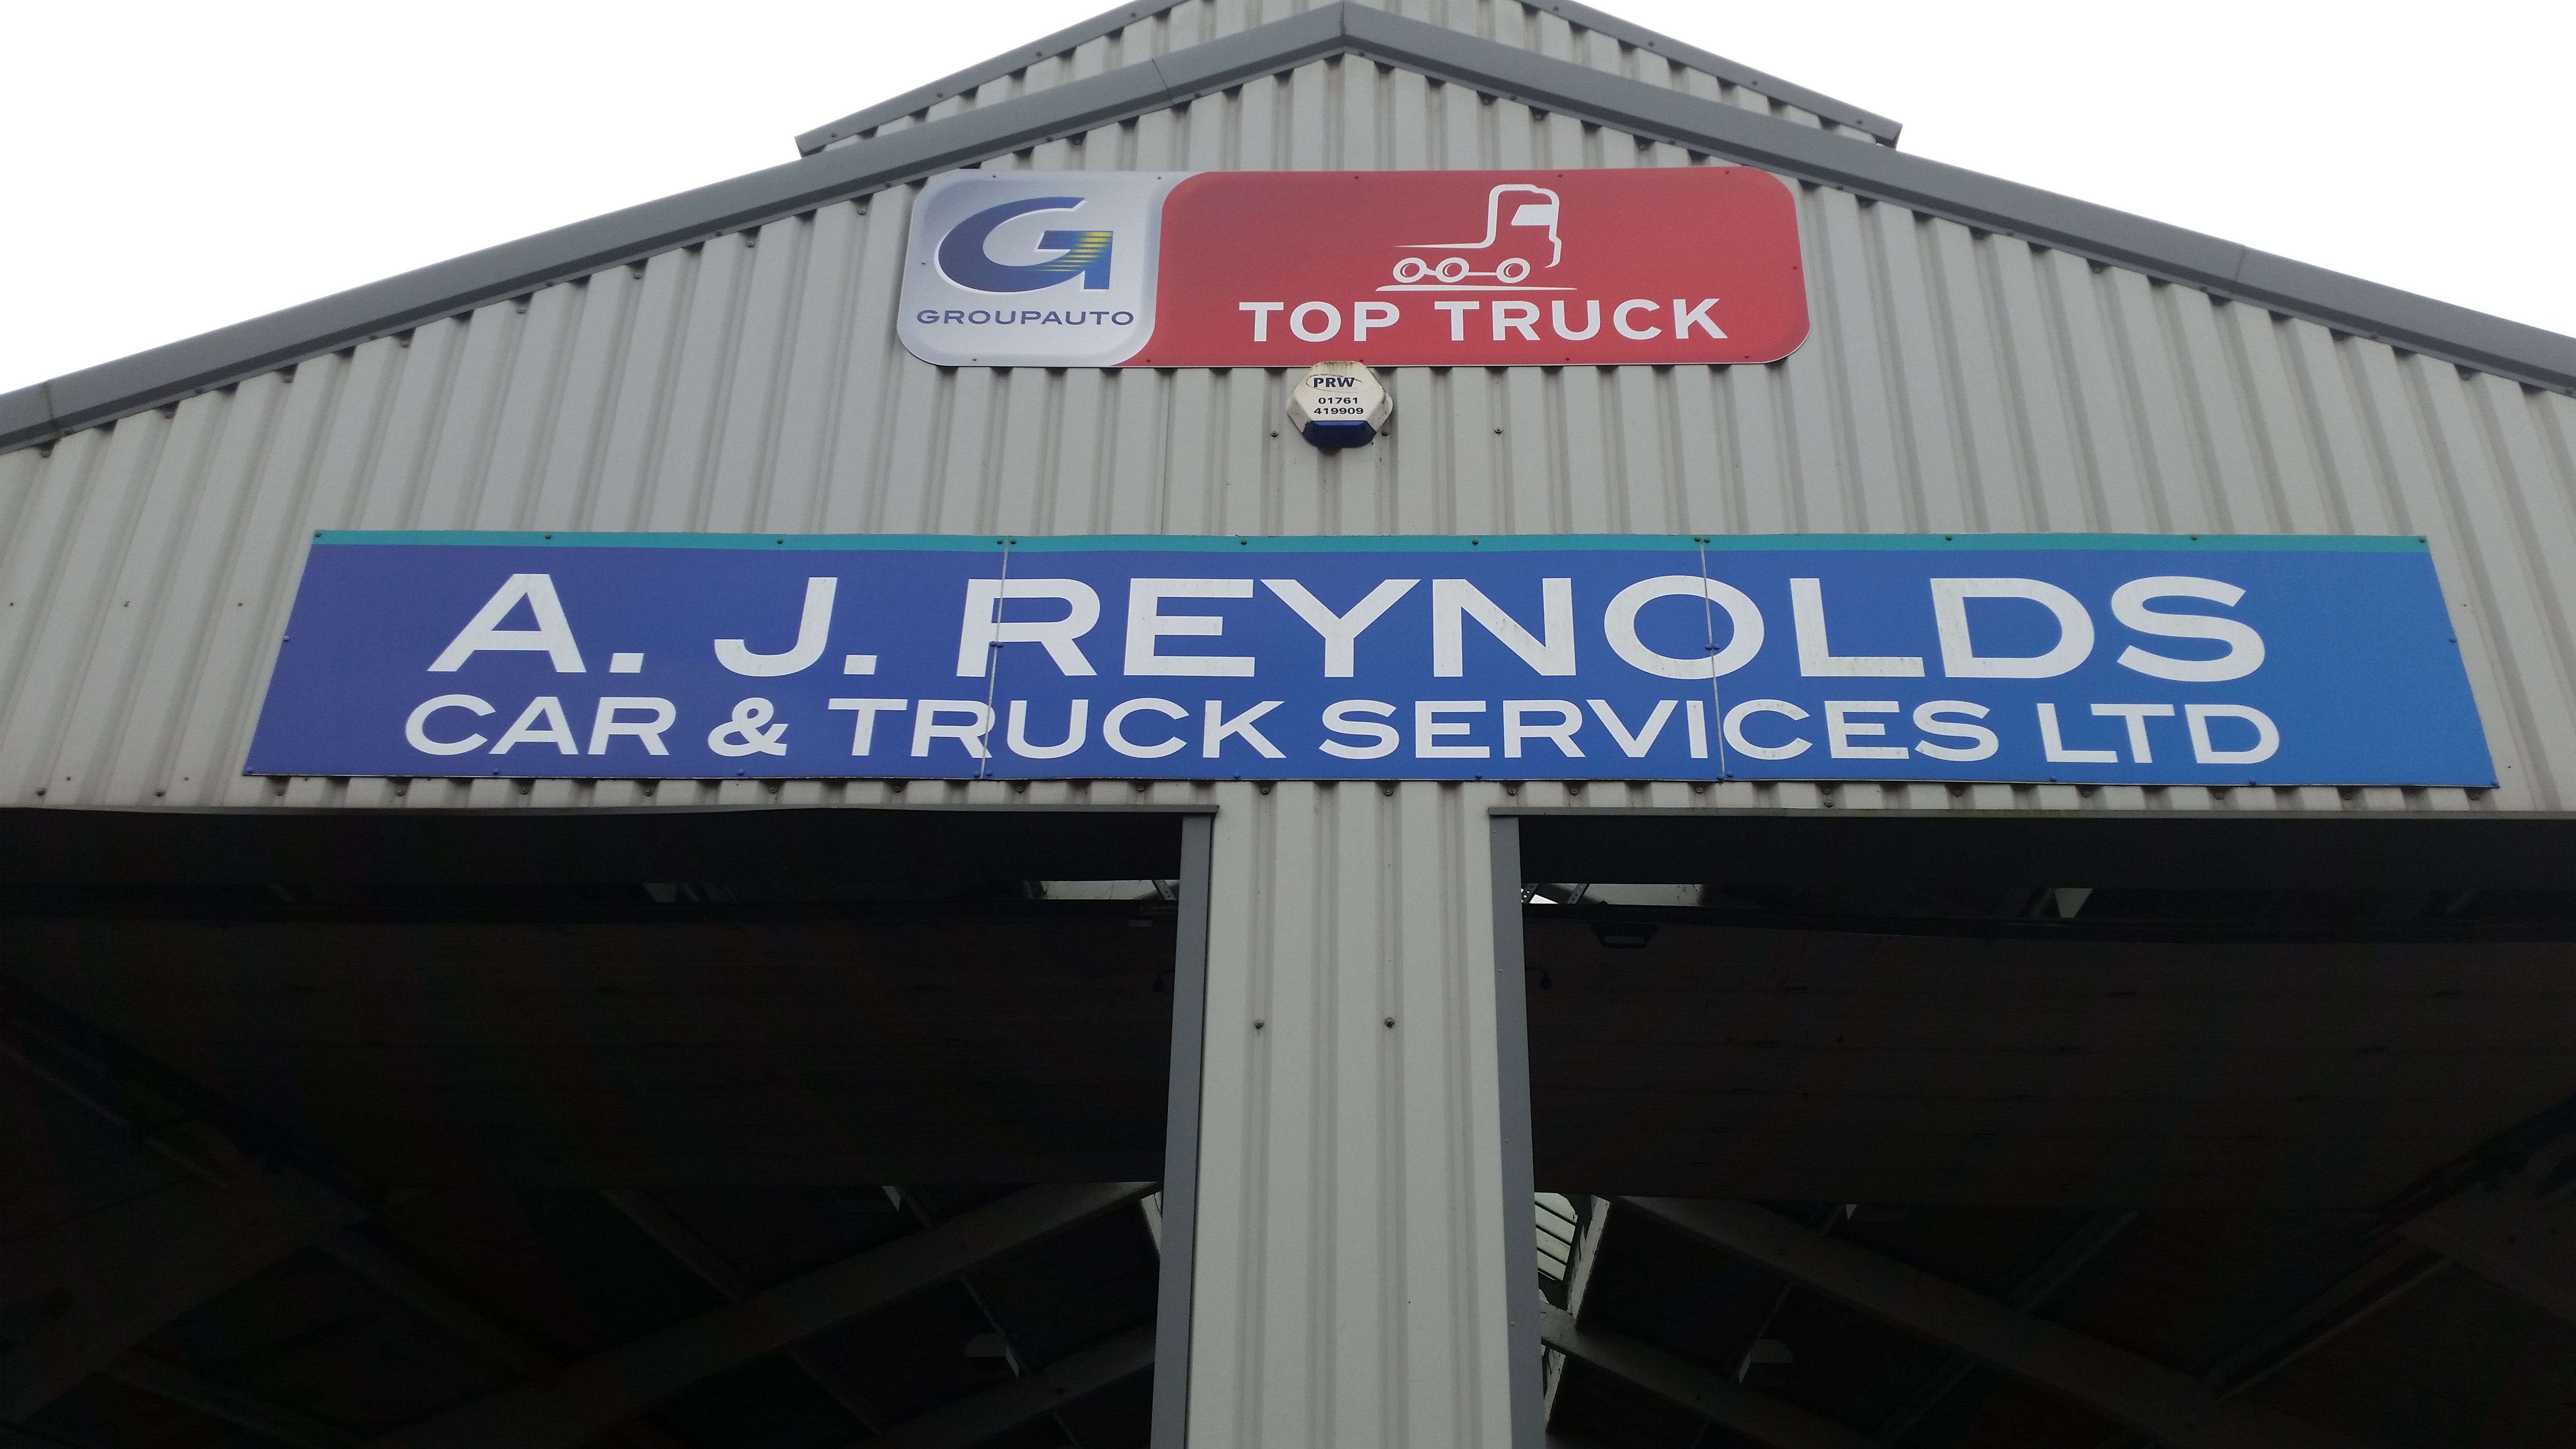 GROUPAUTO
TOP TRUCK
PRW
01761
419909
A. J. REYNOLDS
CAR & TRUCK SERVICES LTD